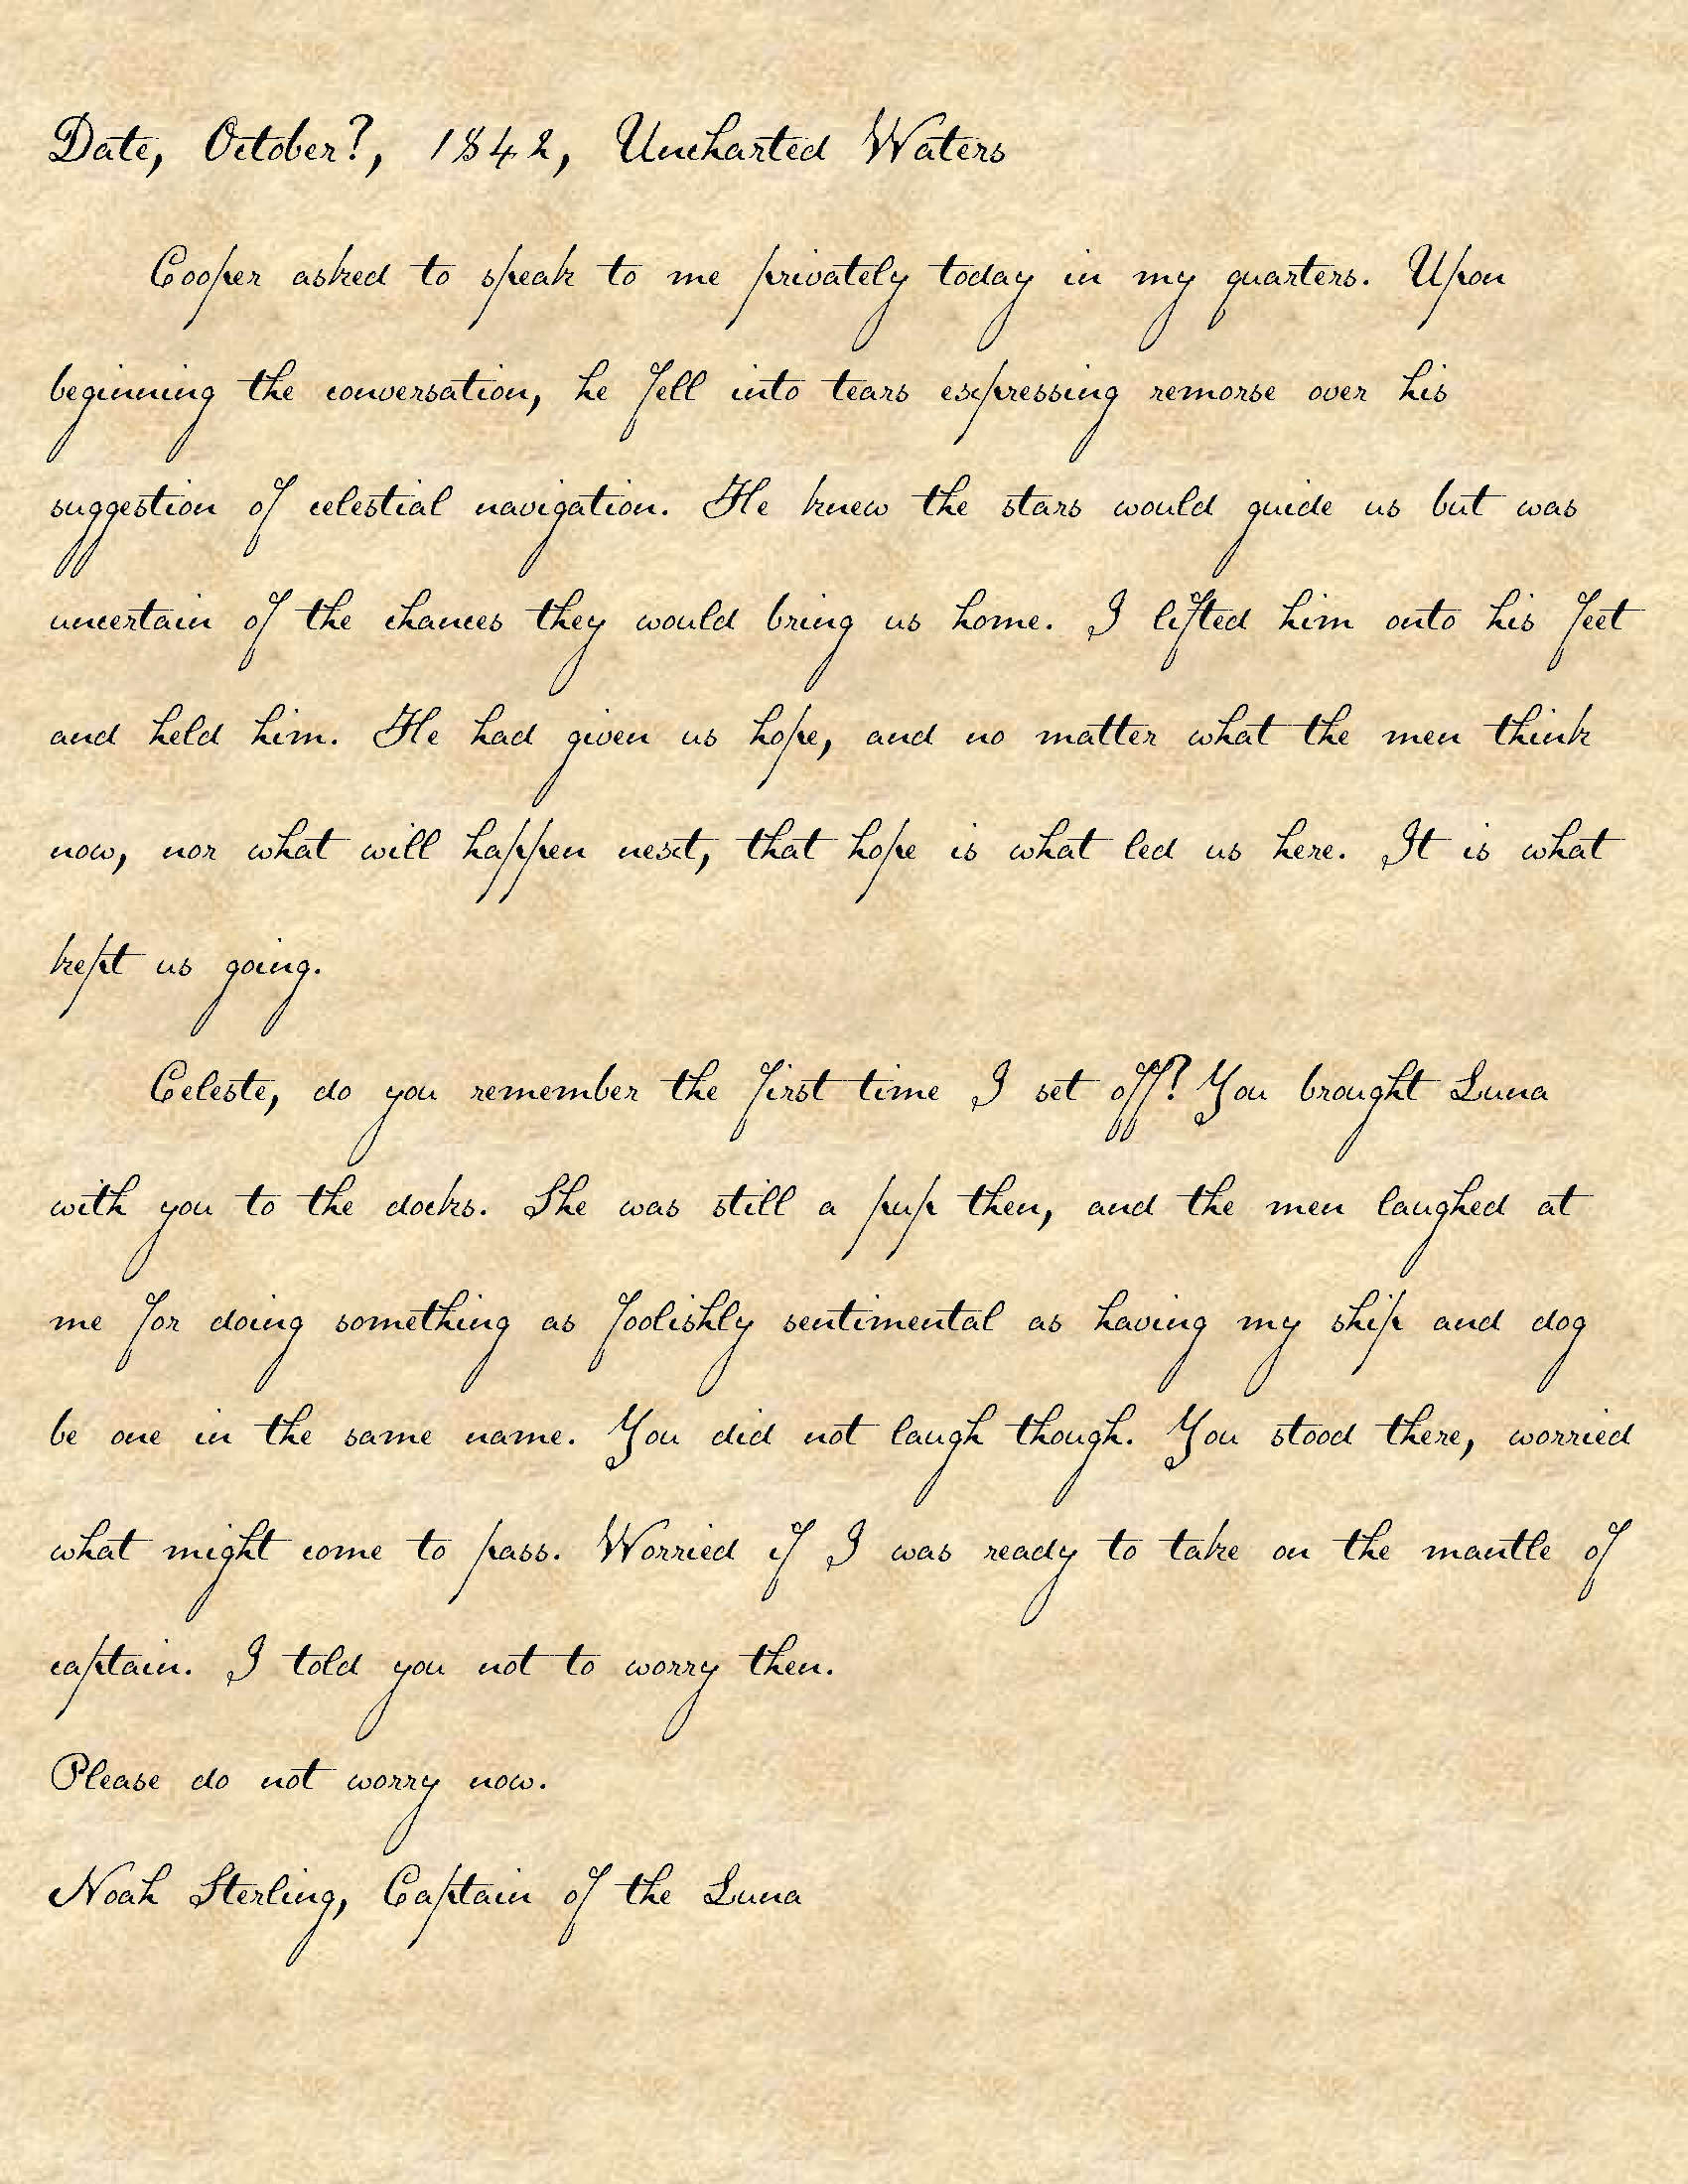 Date, October?, 1842, Uncharted Waters
Cooper asked to speak to me privately today in my quarters. Upon
beginning the conversation, he fell into tears expressing remorse over his
suggestion of celestial navigation. He knew the stars would guide us but was
uncertain of the chances they would bring us home. I lifted him onto his feet
and held him. He had given us hope, and no matter what the men think
now, nor what will happen next, that hope is what led us here. It is what
kept us going.
Celeste, do you remember the first time I set off? You brought Luna
with you to the docks. She was still a pup then, and the men laughed at
me for doing something as foolishly sentimental as having my ship and dog
be one in the same name. You did not laugh though. You stood there, worried
what might come to pass. Worried if I was ready to take on the mantle of
captain. I told you not to worry then.
Please do not worry now.
Noah Sterling, Captain of the Luna